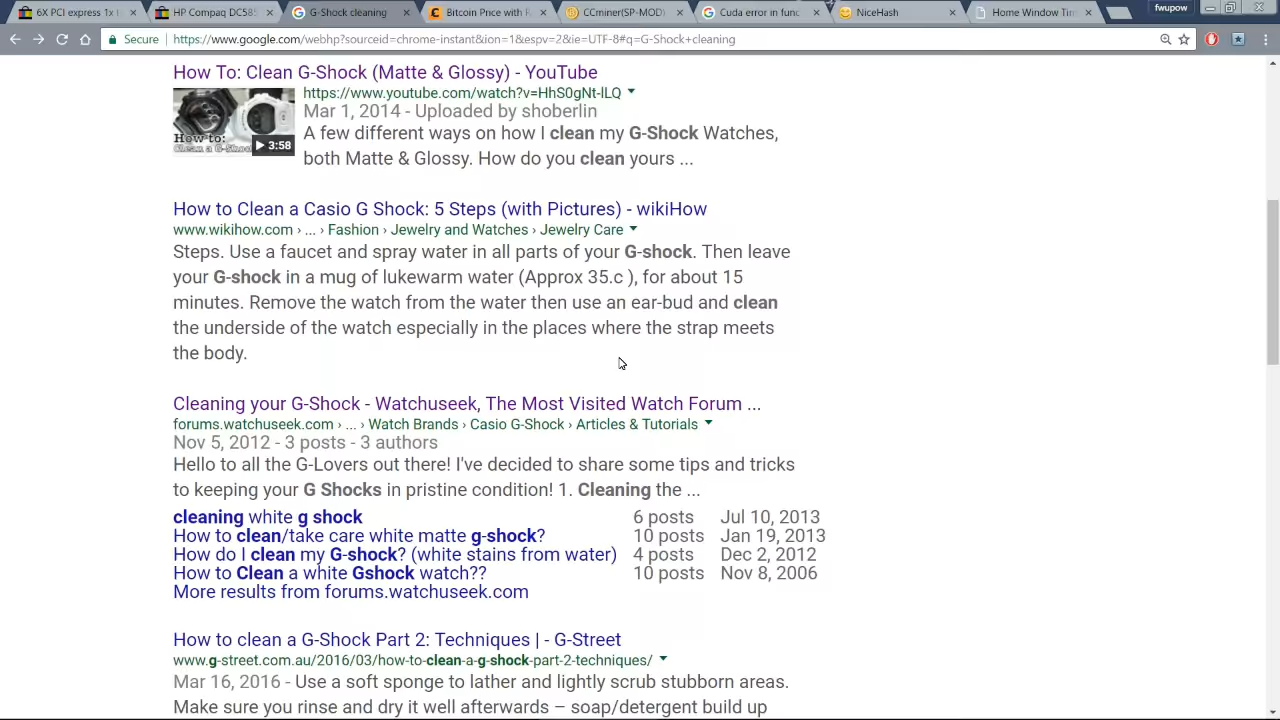 6X PCI express 1x t
HP Compaq DC585
G-Shock cleaning
Bitcoin Price with R
CCminer(SP-MOD)
Cuda error in func
NiceHash
Home Window Tin
fwupow
Secure
https://www.google.com/webhp?sourceid=chrome-instant&ion=1&espv=2&ie=UTF-8#q=G-Shock+cleaning
How To: Clean G-Shock (Matte & Glossy) - YouTube
https://www.youtube.com/watch?v=HhS0gNt-ILQ
Mar 1, 2014 - Uploaded by shoberlin
A few different ways on how I clean my G-Shock Watches,
both Matte & Glossy. How do you clean yours ...
How to:
Clean a G-Shock
3:58
How to Clean a Casio G Shock: 5 Steps (with Pictures) - wikiHow
www.wikihow.com › ... › Fashion › Jewelry and Watches › Jewelry Care
Steps. Use a faucet and spray water in all parts of your G-shock. Then leave
your G-shock in a mug of lukewarm water (Approx 35.c ), for about 15
minutes. Remove the watch from the water then use an ear-bud and clean
the underside of the watch especially in the places where the strap meets
the body.
Cleaning your G-Shock - Watchuseek, The Most Visited Watch Forum ...
forums.watchuseek.com › ... › Watch Brands › Casio G-Shock › Articles & Tutorials
Nov 5, 2012 - 3 posts - 3 authors
Hello to all the G-Lovers out there! I've decided to share some tips and tricks
to keeping your G Shocks in pristine condition! 1. Cleaning the ...
cleaning white g shock 6 posts Jul 10, 2013
How to clean/take care white matte g-shock? 10 posts Jan 19, 2013
How do I clean my G-shock? (white stains from water) 4 posts Dec 2, 2012
How to Clean a white Gshock watch?? 10 posts Nov 8, 2006
More results from forums.watchuseek.com
How to clean a G-Shock Part 2: Techniques | - G-Street
www.g-street.com.au/2016/03/how-to-clean-a-g-shock-part-2-techniques/
Mar 16, 2016 - Use a soft sponge to lather and lightly scrub stubborn areas.
Make sure you rinse and dry it well afterwards – soap/detergent build up